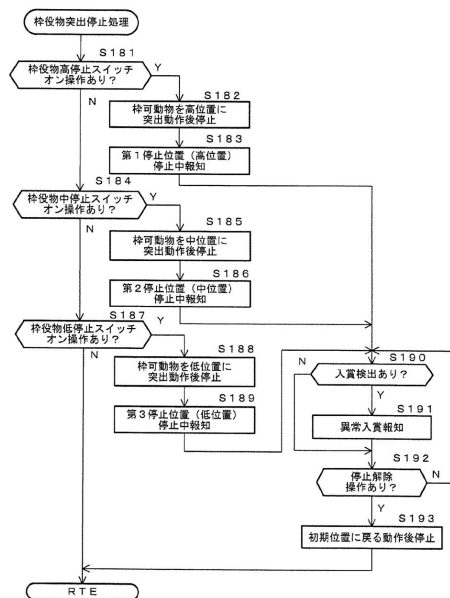 枠役物突出停止処理
S181
枠役物高停止スイッチ
オン操作あり?
Y
N
S182
枠可動物を高位置に
突出動作後停止
S183
第1停止位置(高位置)
停止中報知
S184
枠役物中停止スイッチ
オン操作あり?
Y
N
S185
枠可動物を中位置に
突出動作後停止
S186
第2停止位置(中位置)
停止中報知
S187
枠役物低停止スイッチ
オン操作あり?
Y
N
S188
枠可動物を低位置に
突出動作後停止
S189
第3停止位置(低位置)
停止中報知
S190
入賞検出あり?
N
Y
S191
異常入賞報知
S192
停止解除
操作あり?
N
Y
S193
初期位置に戻る動作後停止
RTE